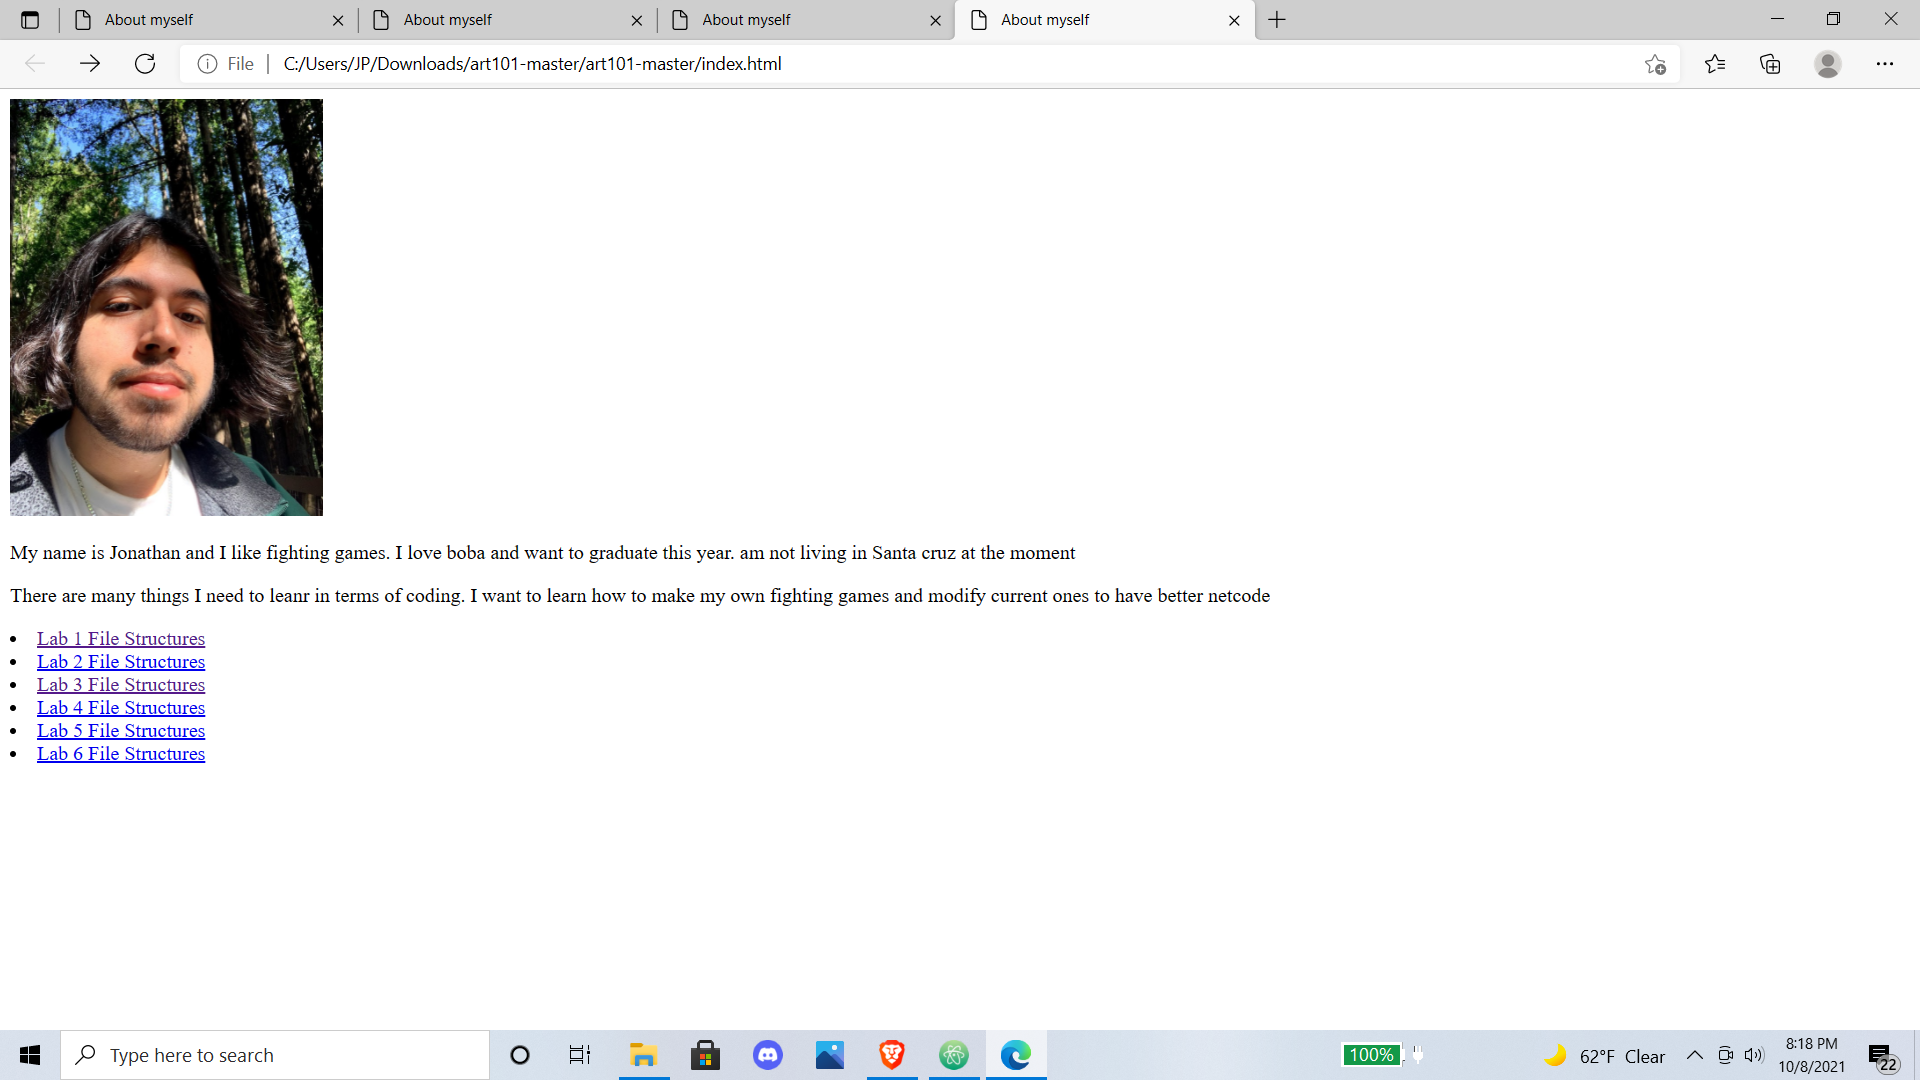 About myself
About myself
About myself
About myself
File
C:/Users/JP/Downloads/art101-master/art101-master/index.html
My name is Jonathan and I like fighting games. I love boba and want to graduate this year. am not living in Santa cruz at the moment
There are many things I need to leanr in terms of coding. I want to learn how to make my own fighting games and modify current ones to have better netcode
Lab 1 File Structures
Lab 2 File Structures
Lab 3 File Structures
Lab 4 File Structures
Lab 5 File Structures
Lab 6 File Structures
Type here to search
100%
62°F Clear
8:18 PM
10/8/2021
22